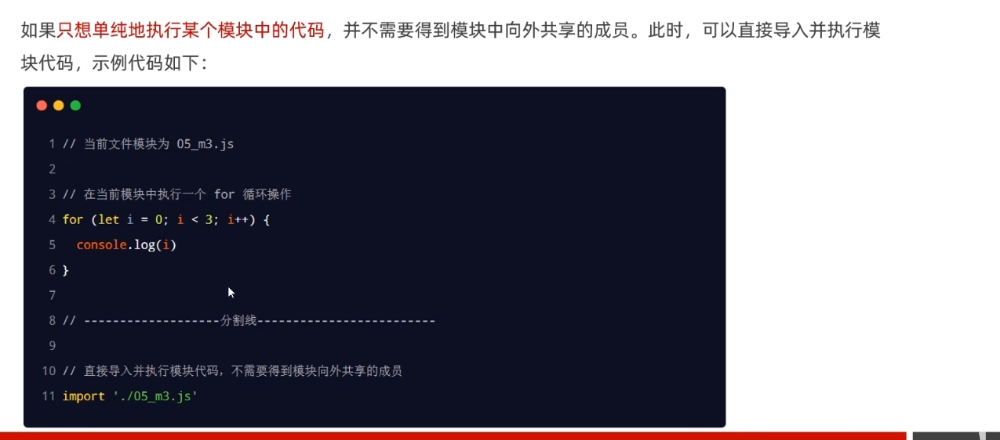 如果只想单纯地执行某个模块中的代码，并不需要得到模块中向外共享的成员。此时，可以直接导入并执行模
块代码，示例代码如下：
1 // 当前文件模块为 05_m3.js
2
3 // 在当前模块中执行一个 for 循环操作
4 for (let i = 0; i < 3; i++) {
5   console.log(i)
6 }
7
8 // -------------------分割线-------------------------
9
10 // 直接导入并执行模块代码，不需要得到模块向外共享的成员
11 import './05_m3.js'